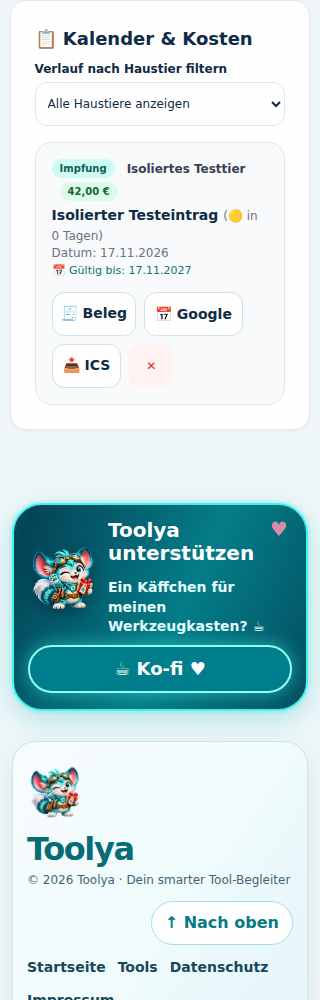 📋 Kalender & Kosten
Verlauf nach Haustier filtern
Alle Haustiere anzeigen
Impfung Isoliertes Testtier
42,00 €
Isolierter Testeintrag (🟡 in
0 Tagen)
Datum: 17.11.2026
📅 Gültig bis: 17.11.2027
🧾 Beleg 📅 Google
📤 ICS ✕
Toolya ♥
unterstützen
Ein Käffchen für
meinen
Werkzeugkasten? ☕
☕ Ko-fi ♥
Toolya
© 2026 Toolya · Dein smarter Tool-Begleiter
↑ Nach oben
Startseite Tools Datenschutz
Impressum